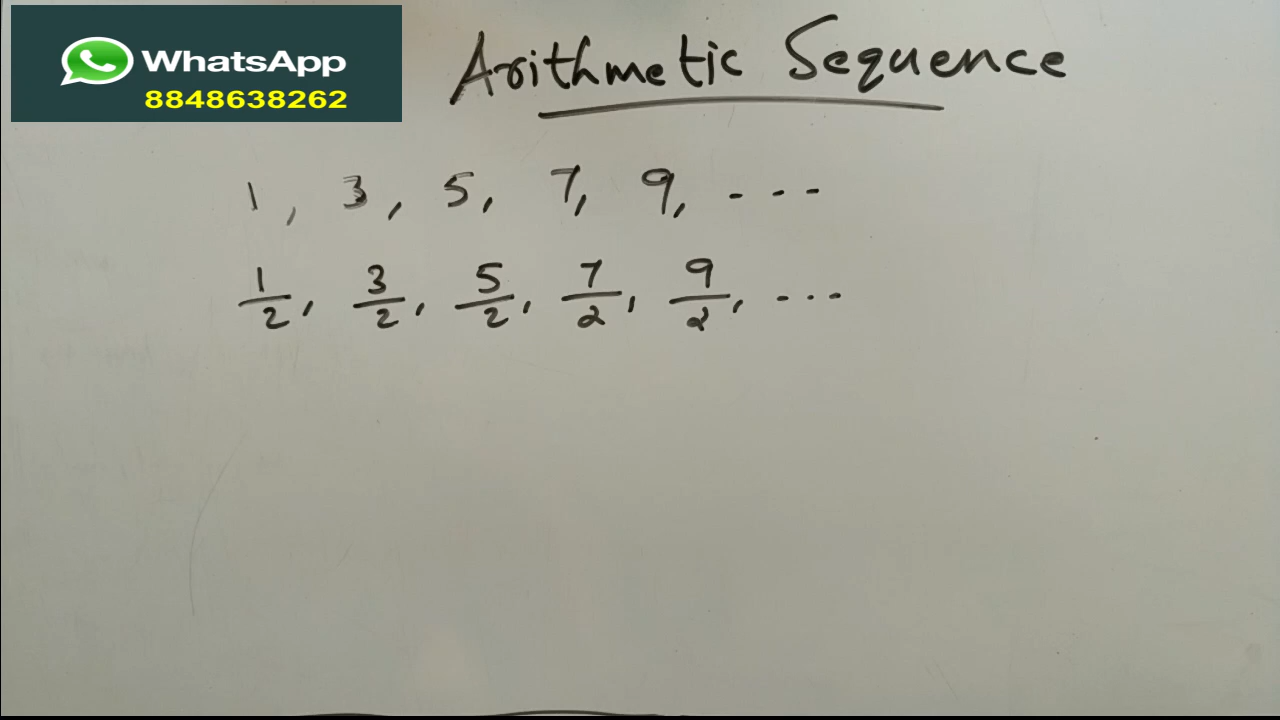 WhatsApp
8848638262
Arithmetic Sequence
1, 3, 5, 7, 9, ---
1/2, 3/2, 5/2, 7/2, 9/2, ...